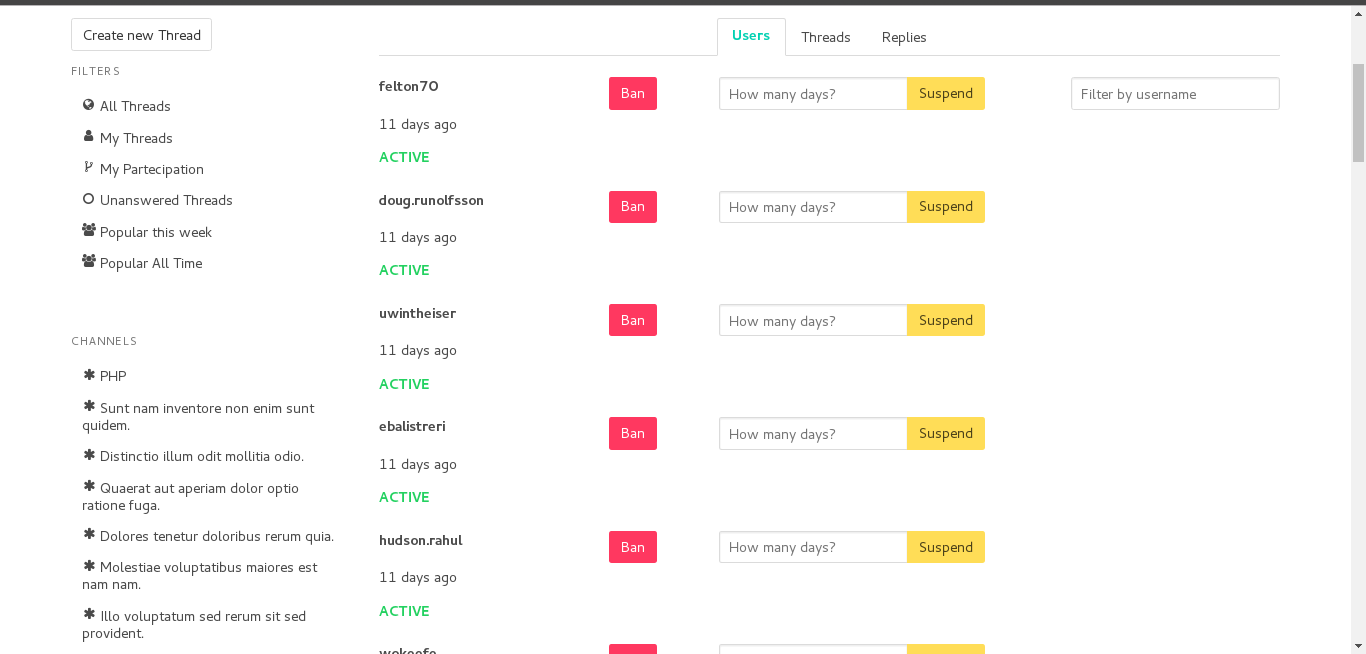 Create new Thread
FILTERS
All Threads
My Threads
My Partecipation
Unanswered Threads
Popular this week
Popular All Time
CHANNELS
PHP
Sunt nam inventore non enim sunt
quidem.
Distinctio illum odit mollitia odio.
Quaerat aut aperiam dolor optio
ratione fuga.
Dolores tenetur doloribus rerum quia.
Molestiae voluptatibus maiores est
nam nam.
Illo voluptatum sed rerum sit sed
provident.
Users Threads Replies
felton70 Ban How many days? Suspend Filter by username
11 days ago
ACTIVE
doug.runolfsson Ban How many days? Suspend
11 days ago
ACTIVE
uwintheiser Ban How many days? Suspend
11 days ago
ACTIVE
ebalistreri Ban How many days? Suspend
11 days ago
ACTIVE
hudson.rahul Ban How many days? Suspend
11 days ago
ACTIVE